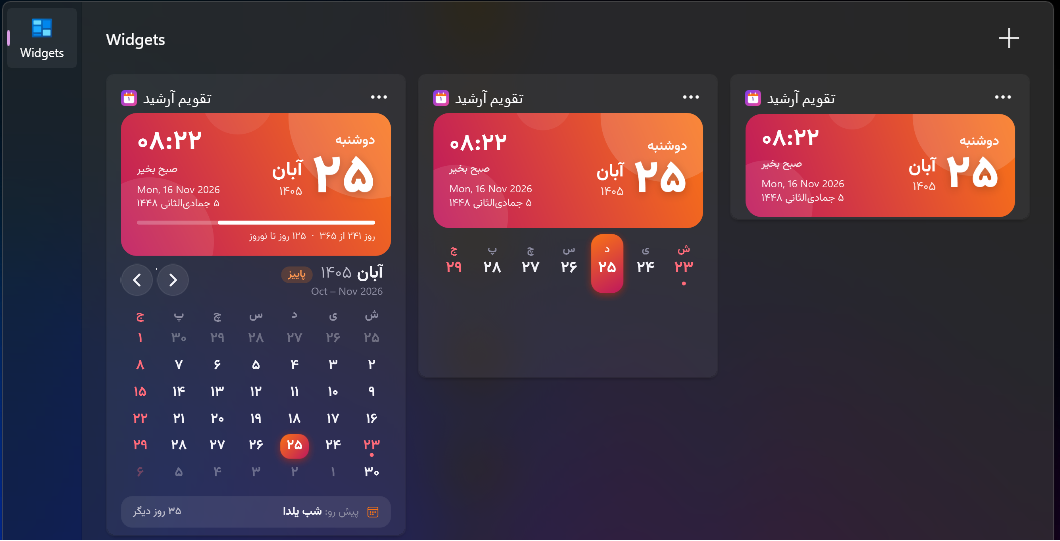 Widgets
Widgets
تقویم آرشید
۰۸:۲۲
صبح بخیر
Mon, 16 Nov 2026
۵ جمادی‌الثانی ۱۴۴۸
دوشنبه
۲۵ آبان
۱۴۰۵
روز ۲۴۱ از ۳۶۵ · ۱۲۵ روز تا نوروز
آبان ۱۴۰۵ پاییز
Oct – Nov 2026
ش ی د س چ پ ج
۲۵ ۲۶ ۲۷ ۲۸ ۲۹ ۳۰ ۱
۲ ۳ ۴ ۵ ۶ ۷ ۸
۹ ۱۰ ۱۱ ۱۲ ۱۳ ۱۴ ۱۵
۱۶ ۱۷ ۱۸ ۱۹ ۲۰ ۲۱ ۲۲
۲۳ ۲۴ ۲۵ ۲۶ ۲۷ ۲۸ ۲۹
۳۰ ۱ ۲ ۳ ۴ ۵ ۶
پیش رو: شب یلدا ۳۵ روز دیگر
تقویم آرشید
۰۸:۲۲
صبح بخیر
Mon, 16 Nov 2026
۵ جمادی‌الثانی ۱۴۴۸
دوشنبه
۲۵ آبان
۱۴۰۵
ش ی د س چ پ ج
۲۳ ۲۴ ۲۵ ۲۶ ۲۷ ۲۸ ۲۹
تقویم آرشید
۰۸:۲۲
صبح بخیر
Mon, 16 Nov 2026
۵ جمادی‌الثانی ۱۴۴۸
دوشنبه
۲۵ آبان
۱۴۰۵